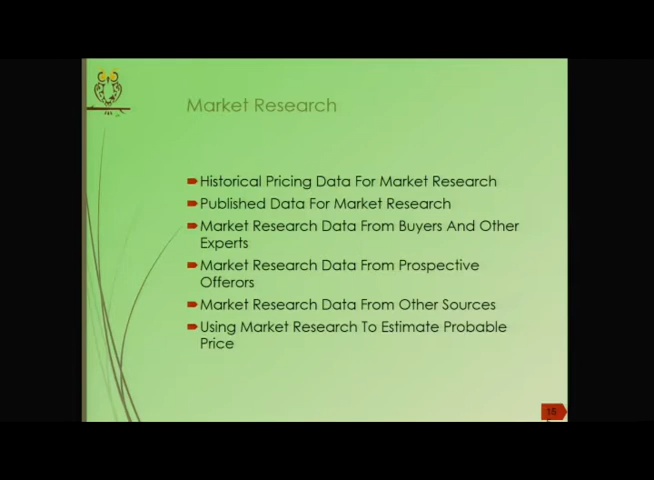 Market Research
Historical Pricing Data For Market Research
Published Data For Market Research
Market Research Data From Buyers And Other
Experts
Market Research Data From Prospective
Offerors
Market Research Data From Other Sources
Using Market Research To Estimate Probable
Price
15